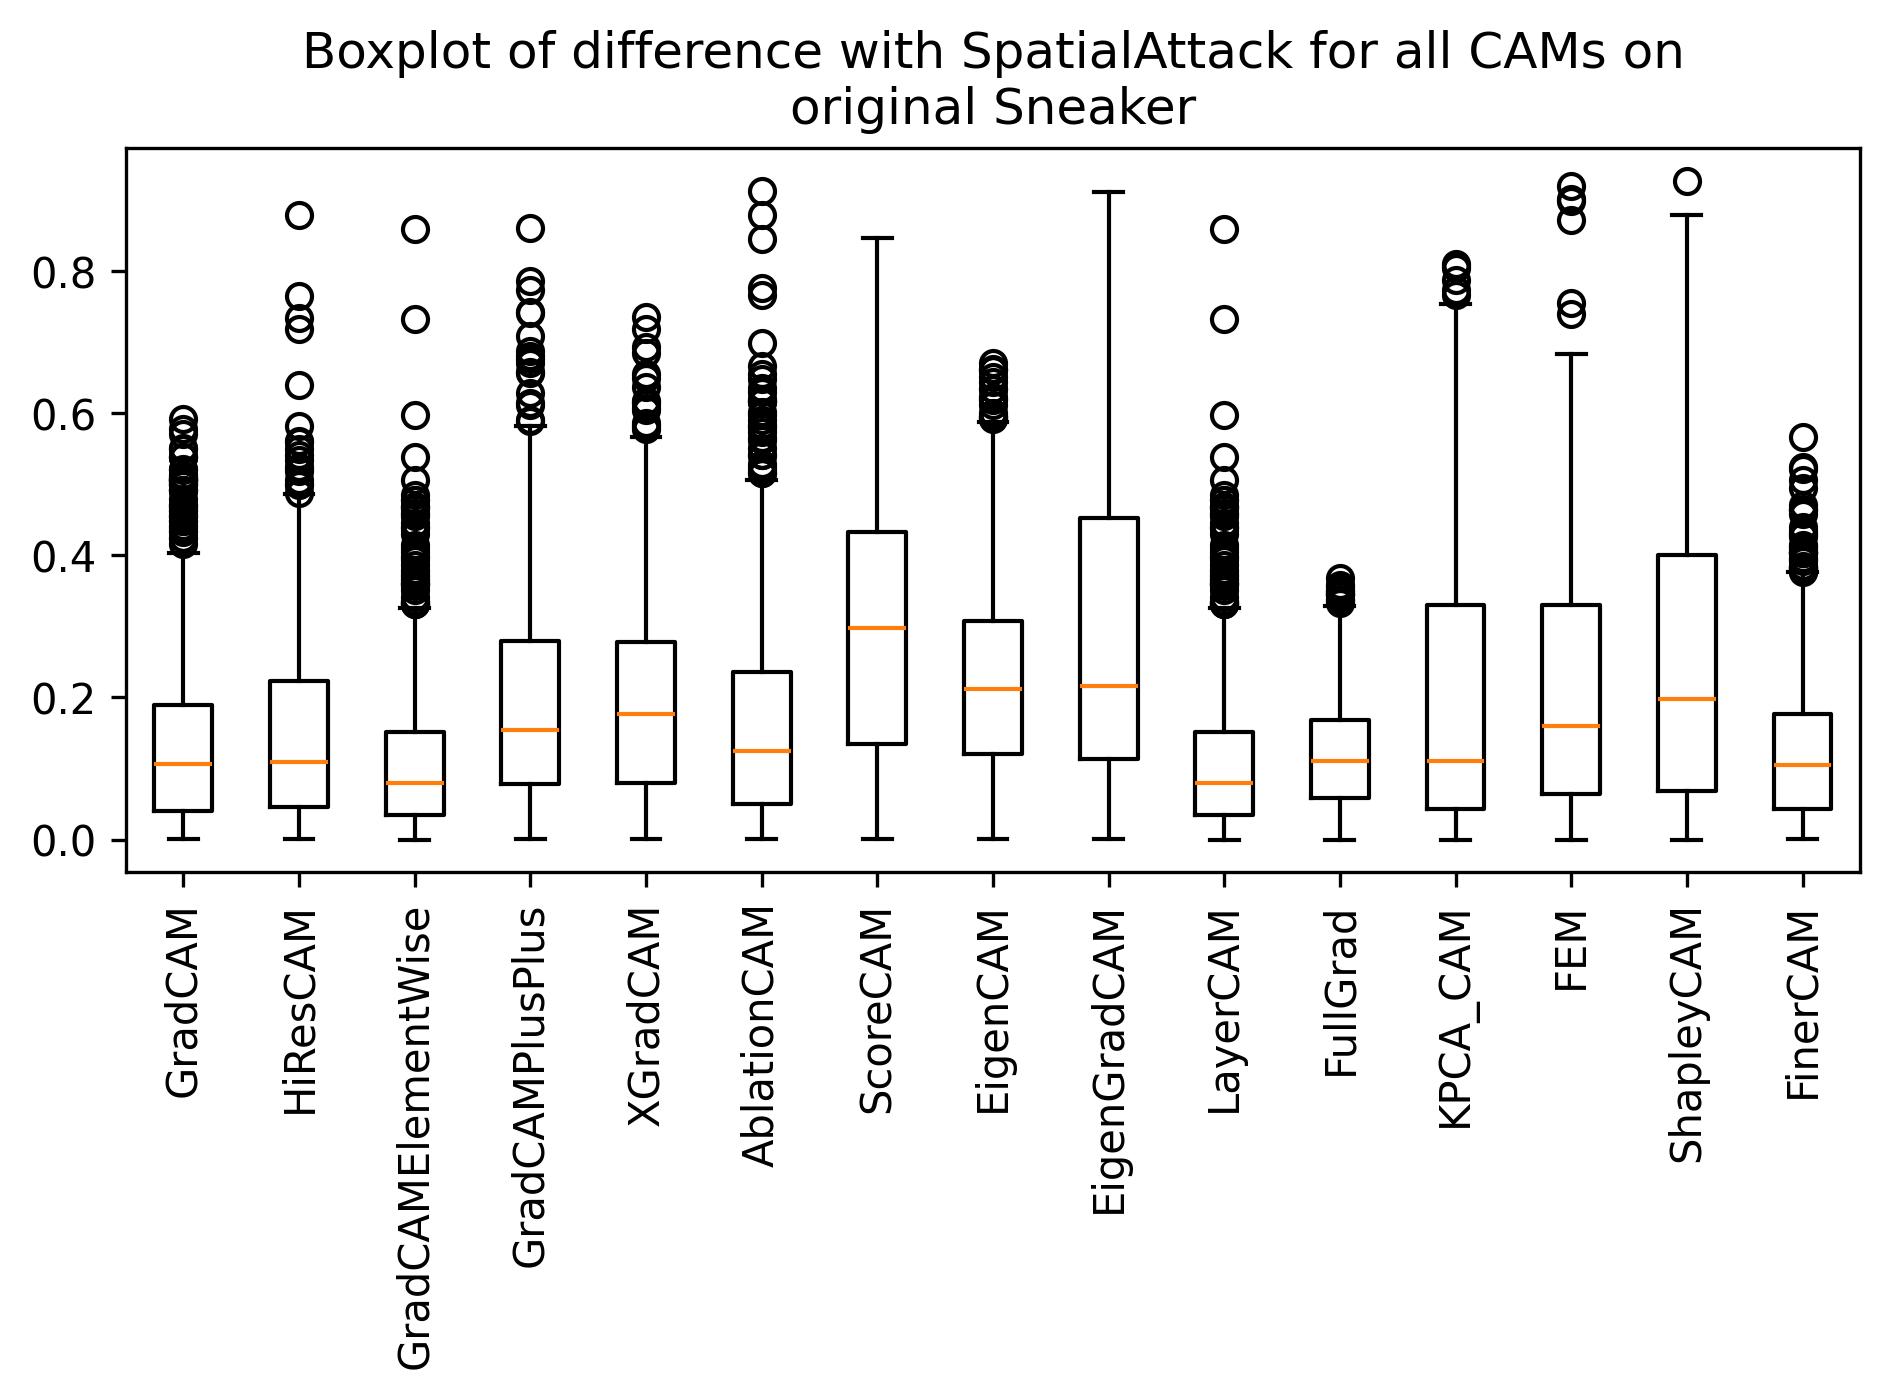 Boxplot of difference with SpatialAttack for all CAMs on
original Sneaker
0.8
0.6
0.4
0.2
0.0
GradCAM
HiResCAM
GradCAMElementWise
GradCAMPlusPlus
XGradCAM
AblationCAM
ScoreCAM
EigenCAM
EigenGradCAM
LayerCAM
FullGrad
KPCA_CAM
FEM
ShapleyCAM
FinerCAM